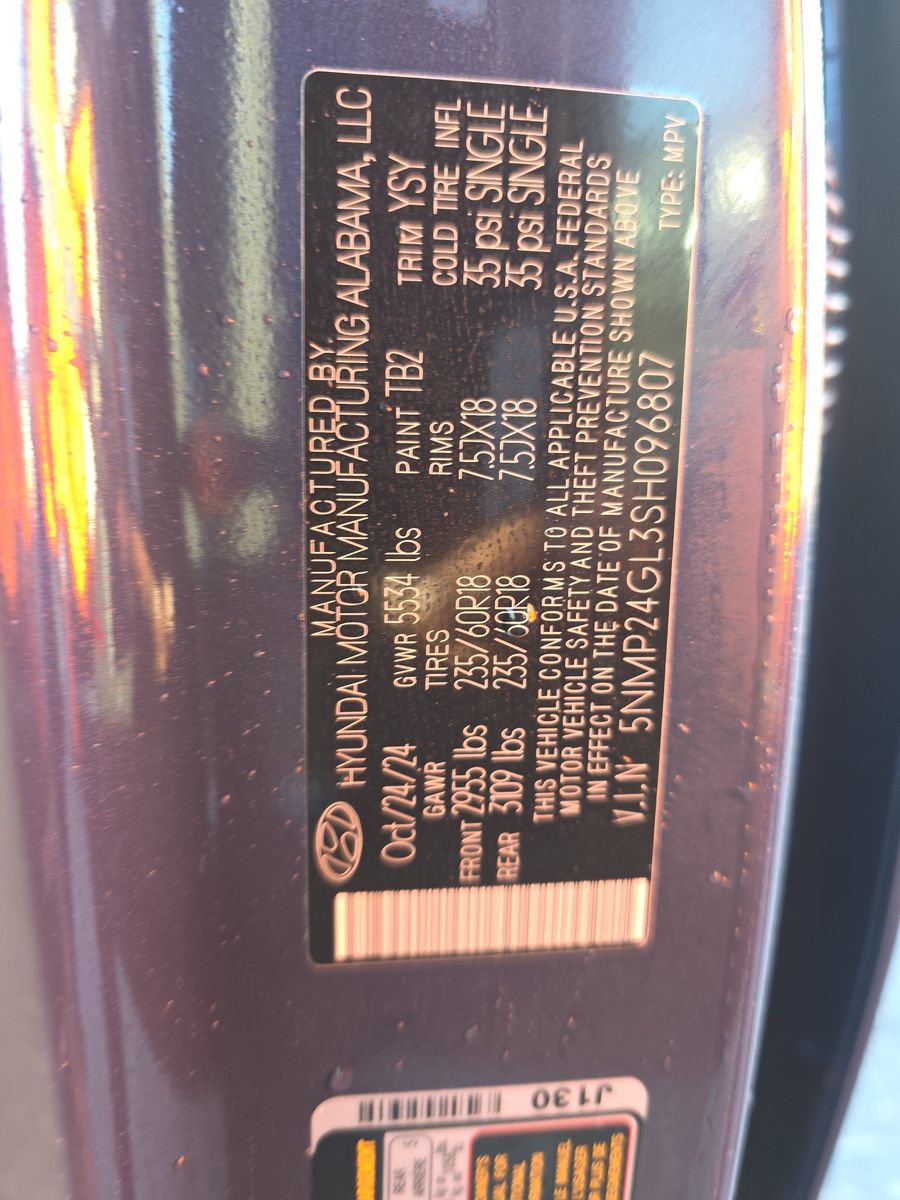 MANUFACTURED BY
HYUNDAI MOTOR MANUFACTURING ALABAMA, LLC
Oct/24/24 GVWR 5534 lbs PAINT TB2 TRIM YSY
GAWR TIRES RIMS COLD TIRE INFL
FRONT 2955 lbs 235/60R18 7.5JX18 35 psi SINGLE
REAR 3109 lbs 235/60R18 7.5JX18 35 psi SINGLE
THIS VEHICLE CONFORMS TO ALL APPLICABLE U.S.A. FEDERAL
MOTOR VEHICLE SAFETY AND THEFT PREVENTION STANDARDS
IN EFFECT ON THE DATE OF MANUFACTURE SHOWN ABOVE
V.I.N 5NMP24GL3SH096807 TYPE: MPV
J130
REAR 5
ARRIÈRE